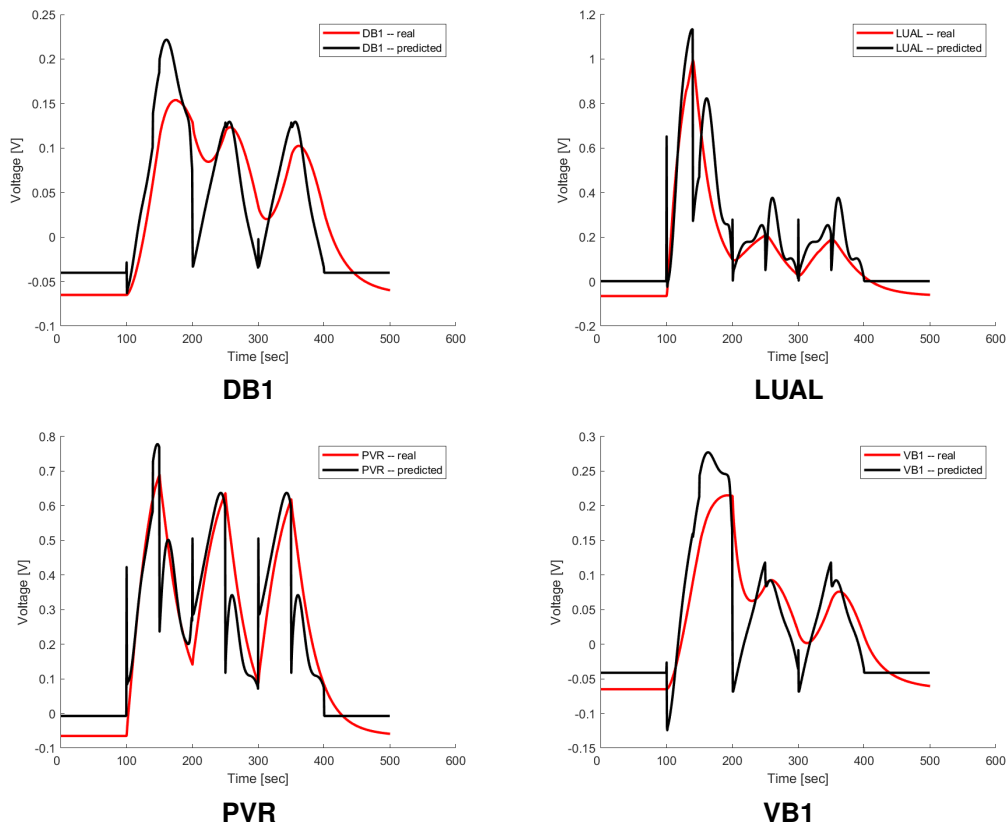 0.25
0.2
0.15
0.1
0.05
0
-0.05
-0.1
Voltage [V]
0 100 200 300 400 500 600
Time [sec]
DB1 -- real
DB1 -- predicted
DB1
1.2
1
0.8
0.6
0.4
0.2
0
-0.2
Voltage [V]
0 100 200 300 400 500 600
Time [sec]
LUAL -- real
LUAL -- predicted
LUAL
0.8
0.7
0.6
0.5
0.4
0.3
0.2
0.1
0
-0.1
Voltage [V]
0 100 200 300 400 500 600
Time [sec]
PVR -- real
PVR -- predicted
PVR
0.3
0.25
0.2
0.15
0.1
0.05
0
-0.05
-0.1
-0.15
Voltage [V]
0 100 200 300 400 500 600
Time [sec]
VB1 -- real
VB1 -- predicted
VB1